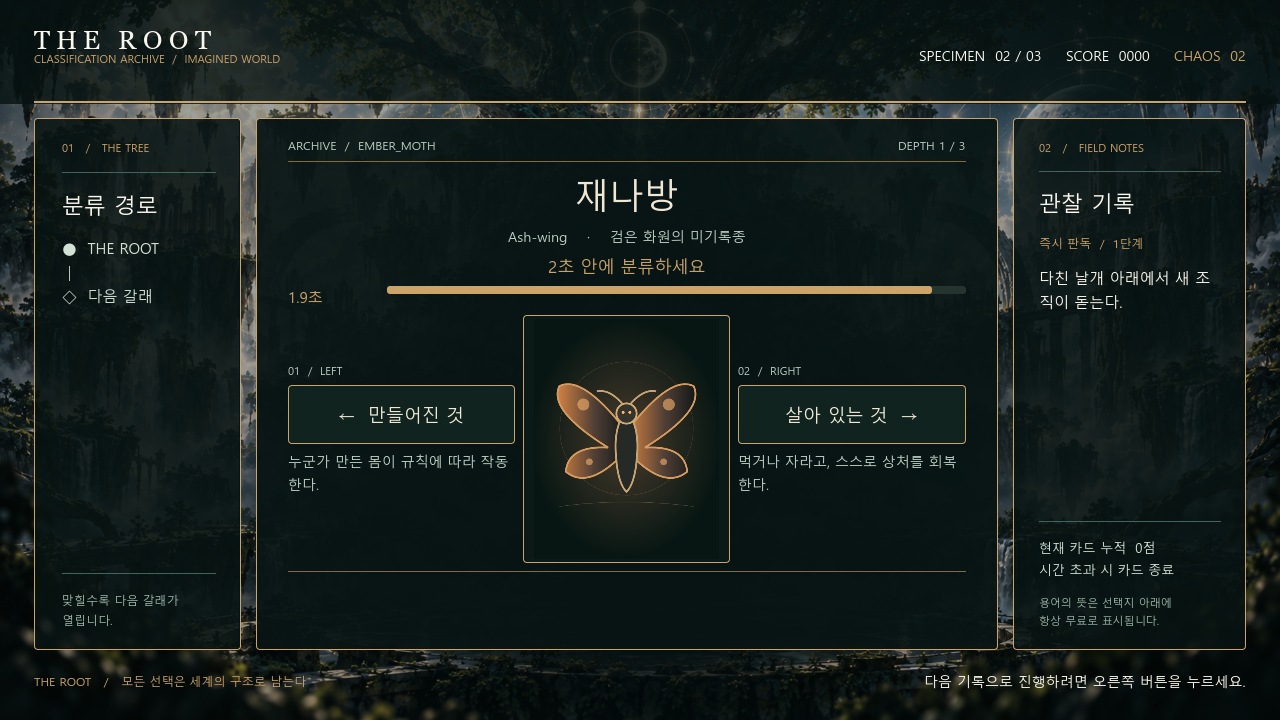 THE ROOT
CLASSIFICATION ARCHIVE / IMAGINED WORLD
SPECIMEN 02 / 03 SCORE 0000 CHAOS 02
01 / THE TREE
분류 경로
THE ROOT
다음 갈래
맞힐수록 다음 갈래가
열립니다.
ARCHIVE / EMBER_MOTH
DEPTH 1 / 3
재나방
Ash-wing · 검은 화원의 미기록종
2초 안에 분류하세요
1.9초
01 / LEFT
← 만들어진 것
누군가 만든 몸이 규칙에 따라 작동
한다.
02 / RIGHT
살아 있는 것 →
먹거나 자라고, 스스로 상처를 회복
한다.
02 / FIELD NOTES
관찰 기록
즉시 판독 / 1단계
다친 날개 아래에서 새 조
직이 돋는다.
현재 카드 누적 0점
시간 초과 시 카드 종료
용어의 뜻은 선택지 아래에
항상 무료로 표시됩니다.
THE ROOT / 모든 선택은 세계의 구조로 남는다
다음 기록으로 진행하려면 오른쪽 버튼을 누르세요.